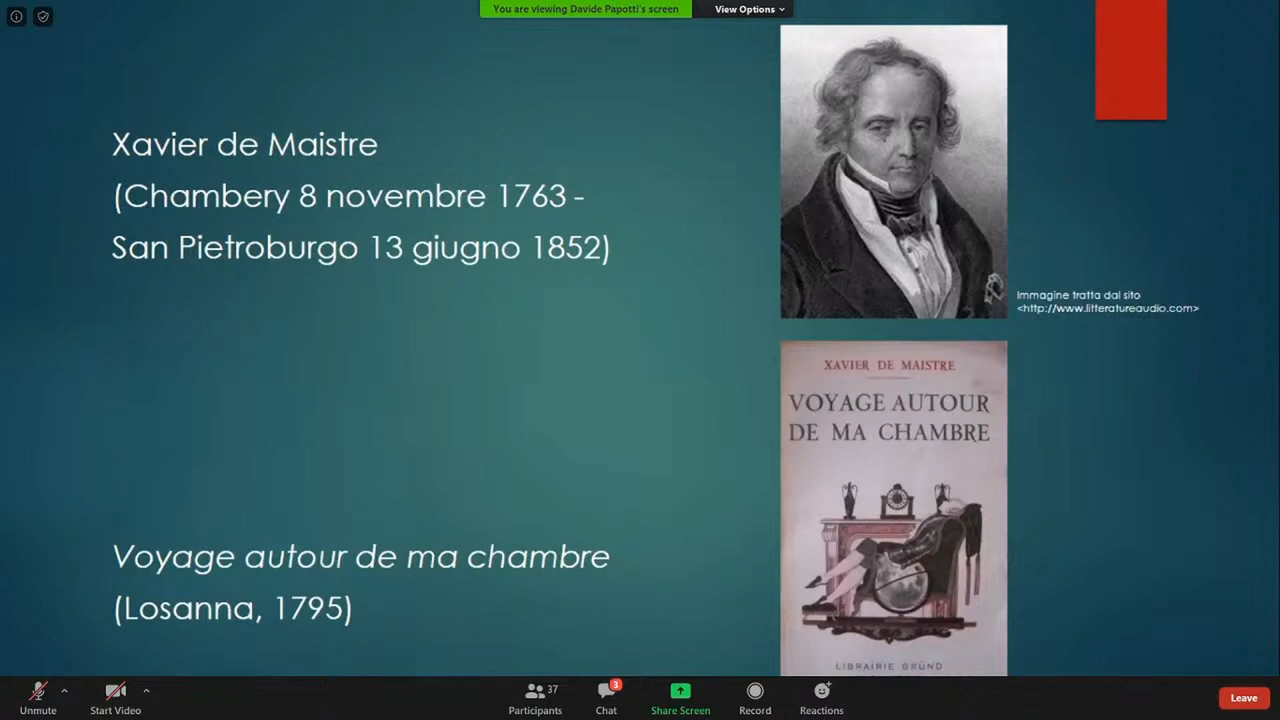 You are viewing Davide Papotti's screen
View Options
Xavier de Maistre
(Chambery 8 novembre 1763 -
San Pietroburgo 13 giugno 1852)
Immagine tratta dal sito
<http://www.litteratureaudio.com>
XAVIER DE MAISTRE
VOYAGE AUTOUR
DE MA CHAMBRE
LIBRAIRIE GRÜND
Voyage autour de ma chambre
(Losanna, 1795)
Unmute
Start Video
37
Participants
3
Chat
Share Screen
Record
Reactions
Leave